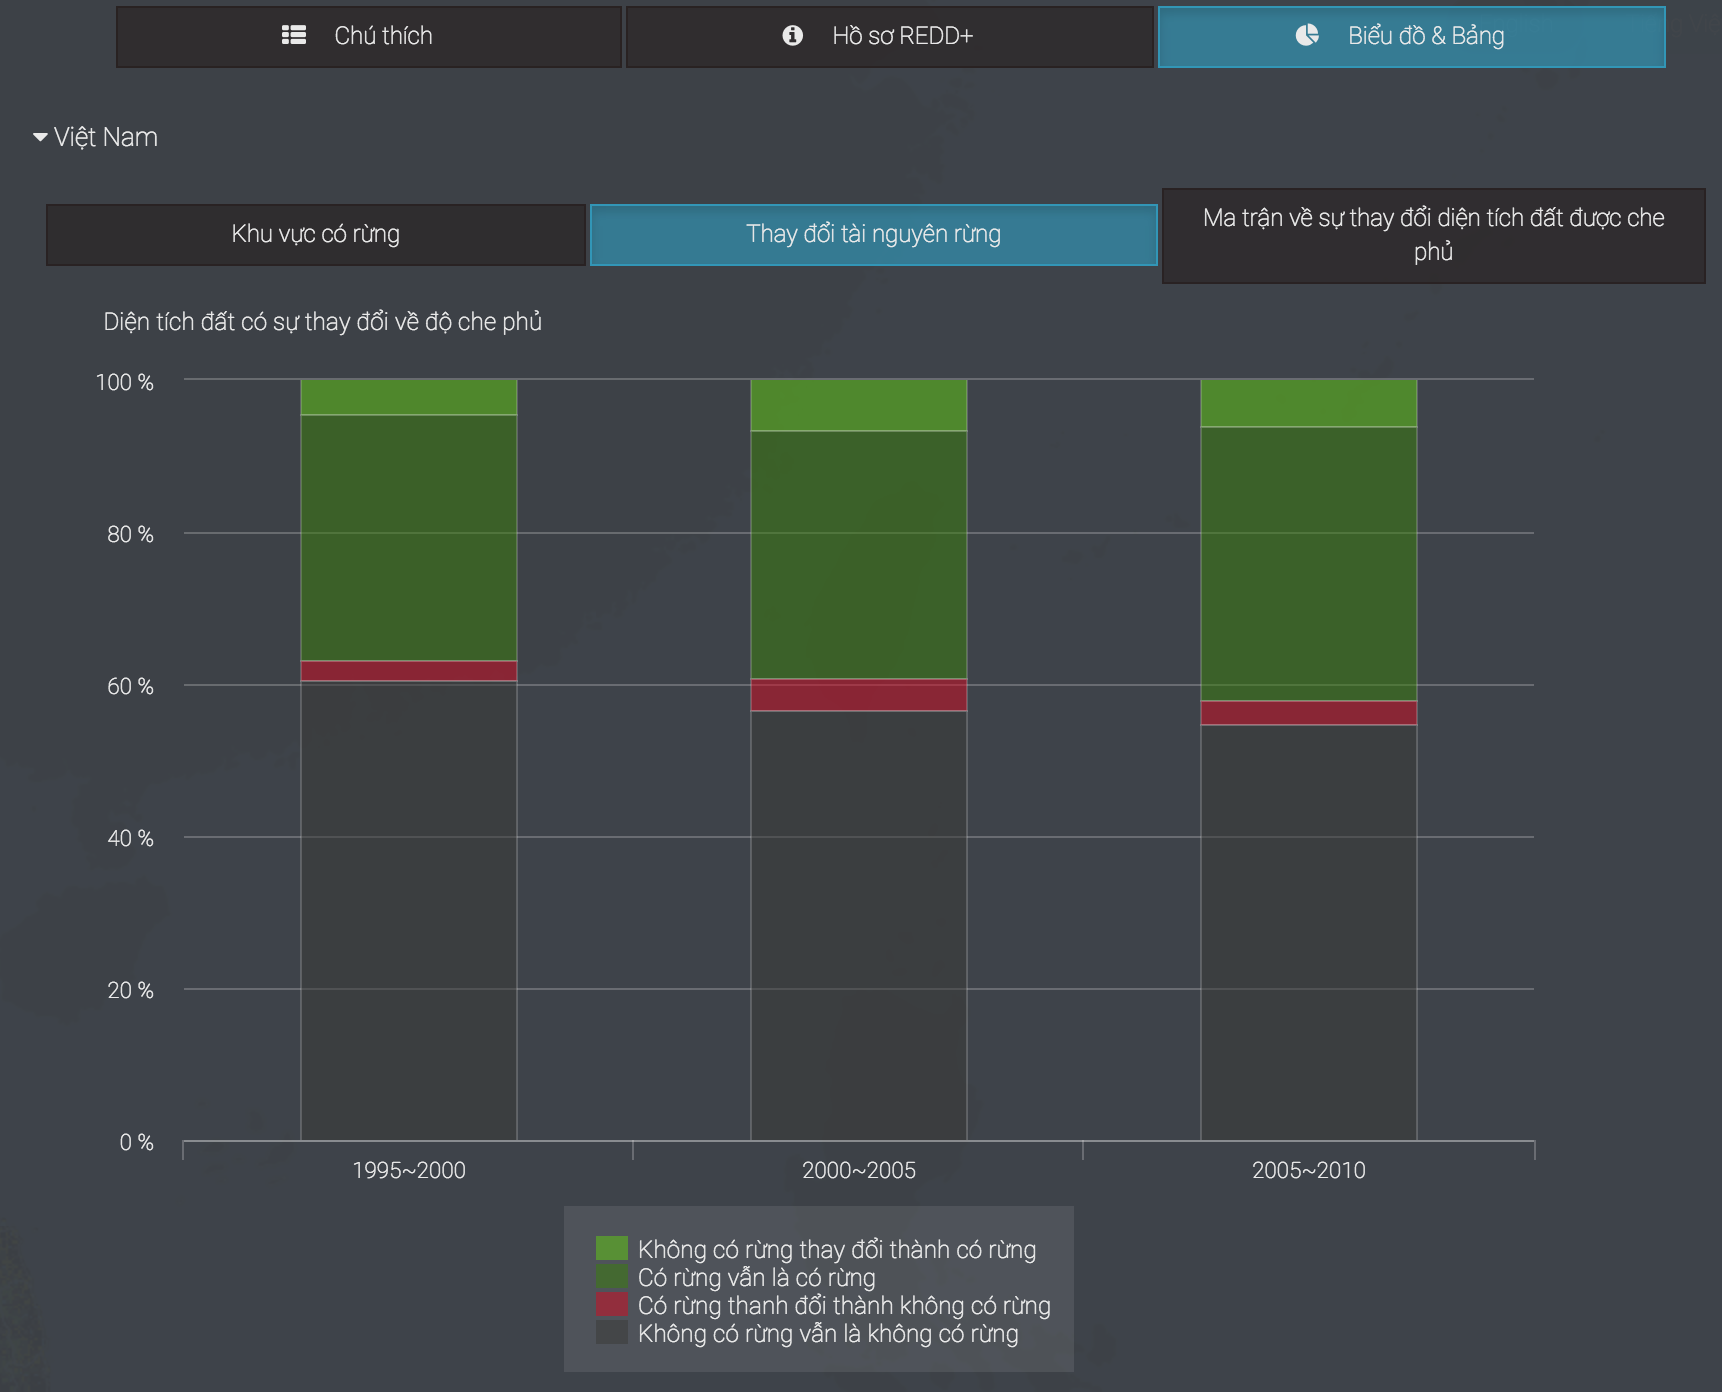 Chú thích
Hồ sơ REDD+
Biểu đồ & Bảng
Việt Nam
Khu vực có rừng
Thay đổi tài nguyên rừng
Ma trận về sự thay đổi diện tích đất được che
phủ
Diện tích đất có sự thay đổi về độ che phủ
100 %
80 %
60 %
40 %
20 %
0 %
1995~2000
2000~2005
2005~2010
Không có rừng thay đổi thành có rừng
Có rừng vẫn là có rừng
Có rừng thanh đổi thành không có rừng
Không có rừng vẫn là không có rừng